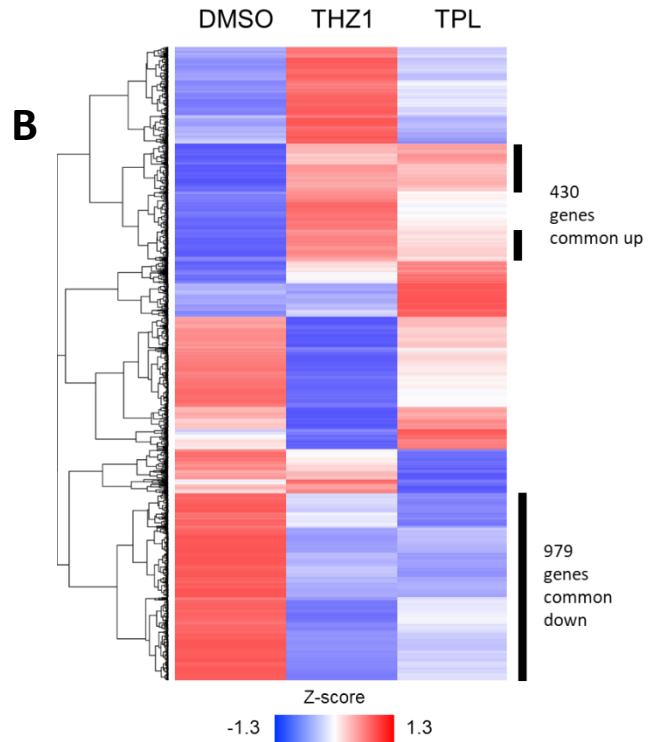 DMSO THZ1 TPL
B
430
genes
common up
979
genes
common
down
Z-score
-1.3 1.3